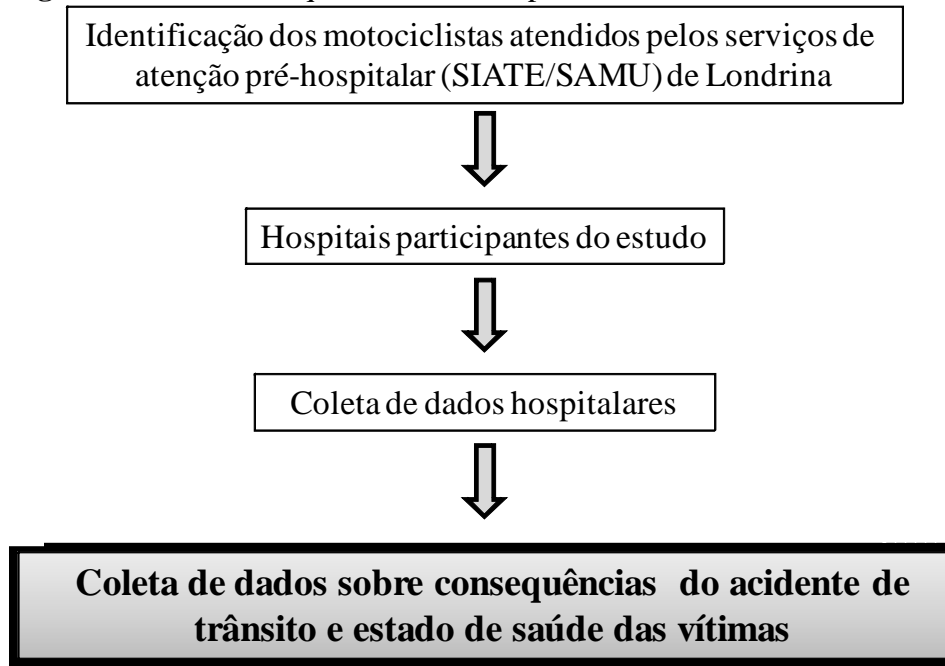 Identificação dos motociclistas atendidos pelos serviços de
atenção pré-hospitalar (SIATE/SAMU) de Londrina
Hospitais participantes do estudo
Coleta de dados hospitalares
Coleta de dados sobre consequências do acidente de
trânsito e estado de saúde das vítimas